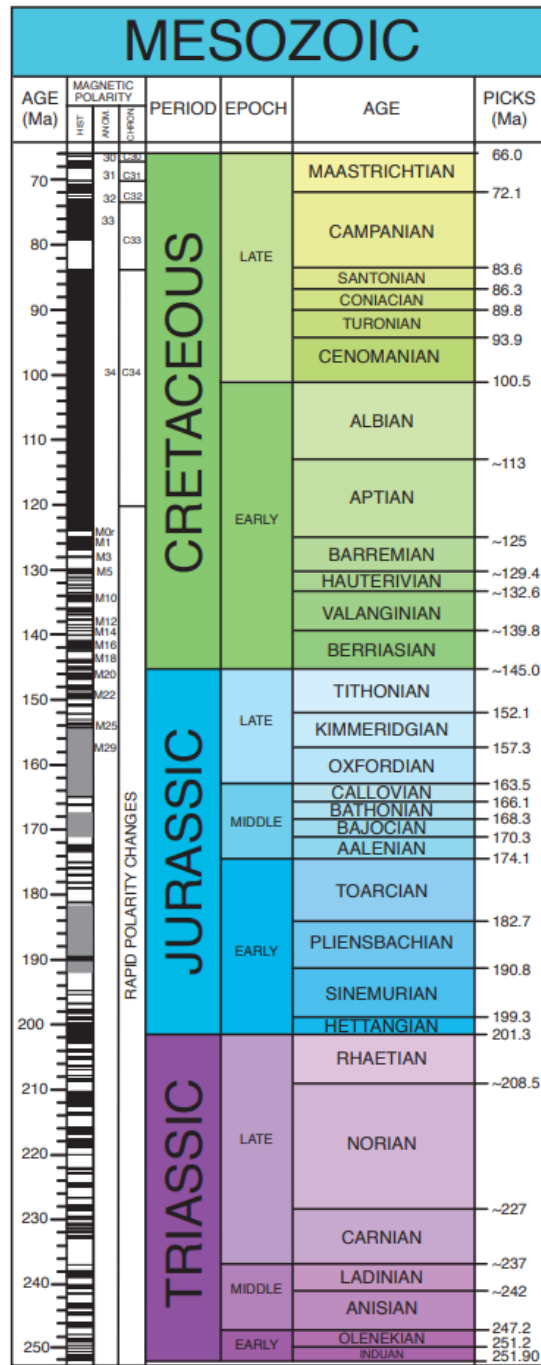 MESOZOIC
AGE (Ma)
MAGNETIC POLARITY
HIST
ANOM.
CHRON.
PERIOD
EPOCH
AGE
PICKS (Ma)
70
80
90
100
110
120
130
140
150
160
170
180
190
200
210
220
230
240
250
30
31
32
33
34
M0r
M1
M3
M5
M10
M12
M14
M16
M18
M20
M22
M25
M29
C30
C31
C32
C33
C34
RAPID POLARITY CHANGES
CRETACEOUS
JURASSIC
TRIASSIC
LATE
EARLY
LATE
MIDDLE
EARLY
LATE
MIDDLE
EARLY
MAASTRICHTIAN
CAMPANIAN
SANTONIAN
CONIACIAN
TURONIAN
CENOMANIAN
ALBIAN
APTIAN
BARREMIAN
HAUTERIVIAN
VALANGINIAN
BERRIASIAN
TITHONIAN
KIMMERIDGIAN
OXFORDIAN
CALLOVIAN
BATHONIAN
BAJOCIAN
AALENIAN
TOARCIAN
PLIENSBACHIAN
SINEMURIAN
HETTANGIAN
RHAETIAN
NORIAN
CARNIAN
LADINIAN
ANISIAN
OLENEKIAN
INDUAN
66.0
72.1
83.6
86.3
89.8
93.9
100.5
~113
~125
~129.4
~132.6
~139.8
~145.0
152.1
157.3
163.5
166.1
168.3
170.3
174.1
182.7
190.8
199.3
201.3
~208.5
~227
~237
~242
247.2
251.2
251.90